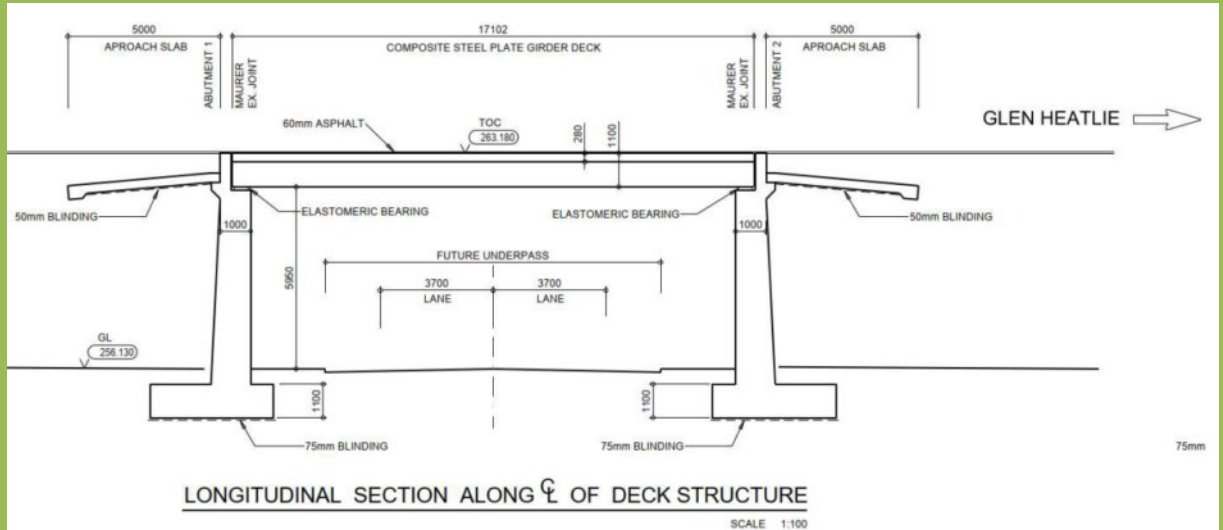 5000
17102
5000
APROACH SLAB
ABUTMENT 1
MAURER
EX. JOINT
COMPOSITE STEEL PLATE GIRDER DECK
MAURER
EX. JOINT
ABUTMENT 2
APROACH SLAB
GLEN HEATLIE
60mm ASPHALT
TOC
263.180
280
1100
50mm BLINDING
ELASTOMERIC BEARING
ELASTOMERIC BEARING
50mm BLINDING
1000
1000
FUTURE UNDERPASS
5950
3700
3700
LANE
LANE
GL
256.130
1100
1100
75mm BLINDING
75mm BLINDING
75mm
LONGITUDINAL SECTION ALONG ℄ OF DECK STRUCTURE
SCALE 1:100